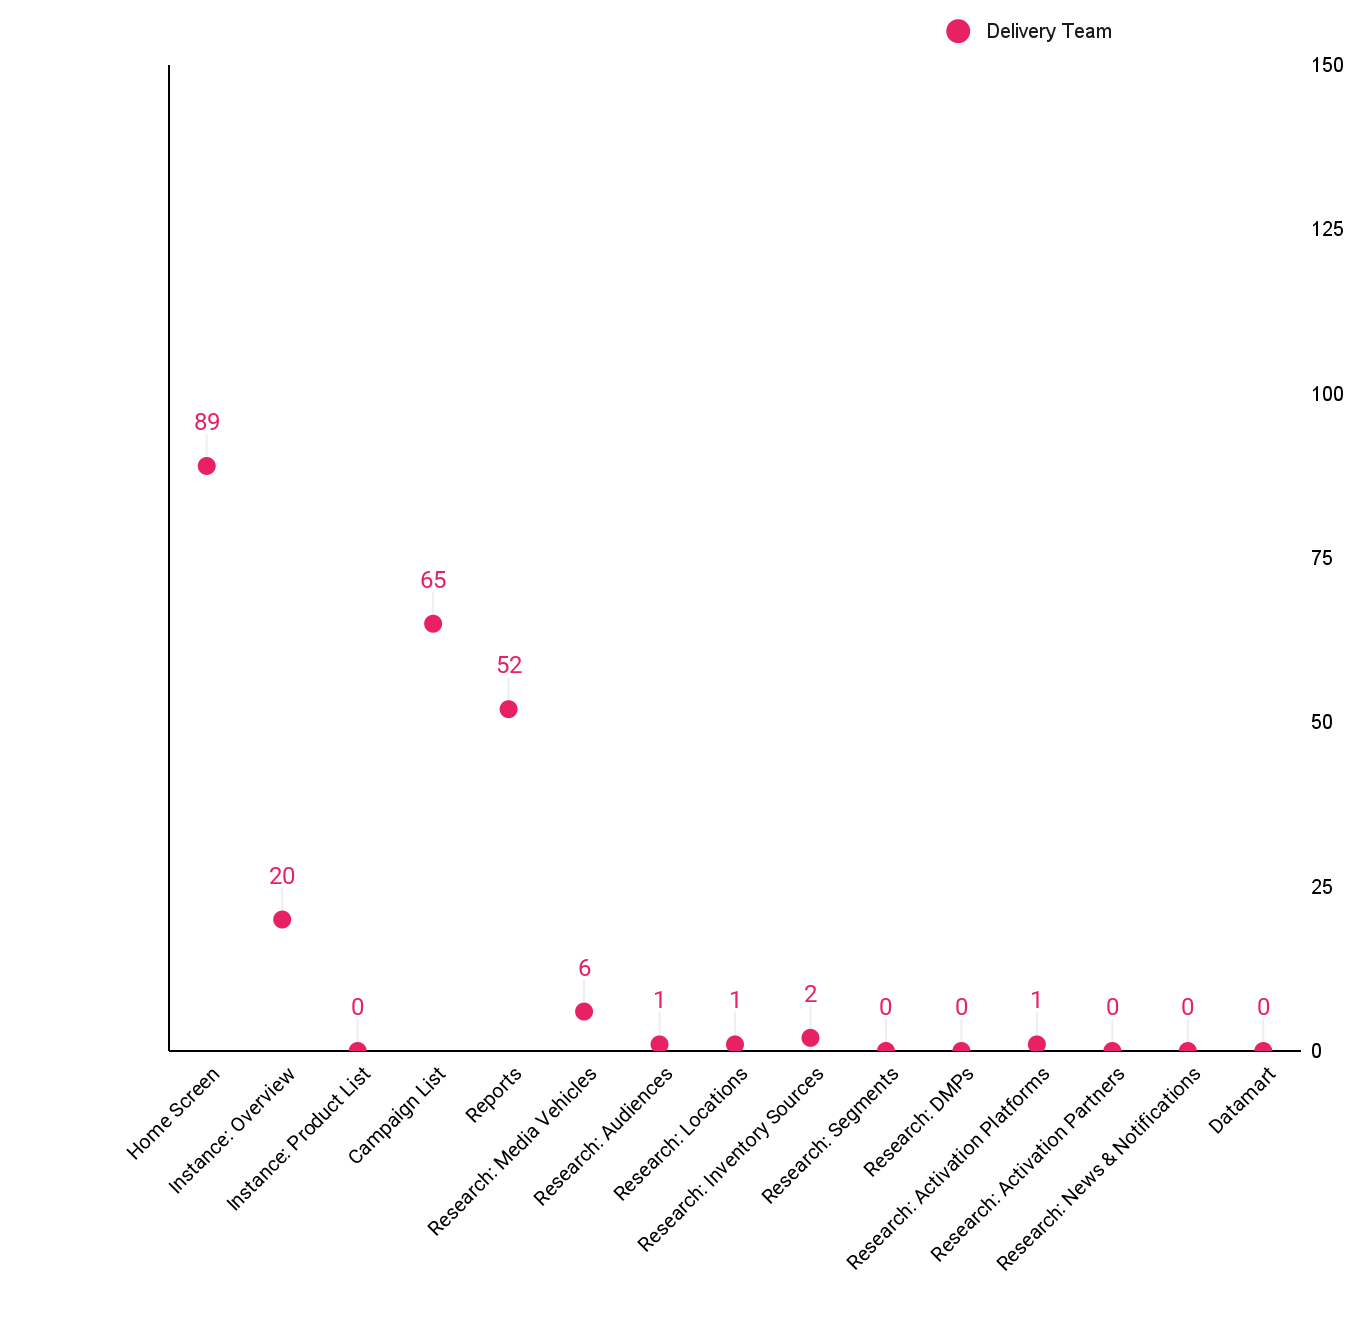 Delivery Team
150
125
100
75
50
25
0
89
20
0
65
52
6
1
1
2
0
0
1
0
0
0
Home Screen
Instance: Overview
Instance: Product List
Campaign List
Reports
Research: Media Vehicles
Research: Audiences
Research: Locations
Research: Inventory Sources
Research: Segments
Research: DMPs
Research: Activation Platforms
Research: Activation Partners
Research: News & Notifications
Datamart